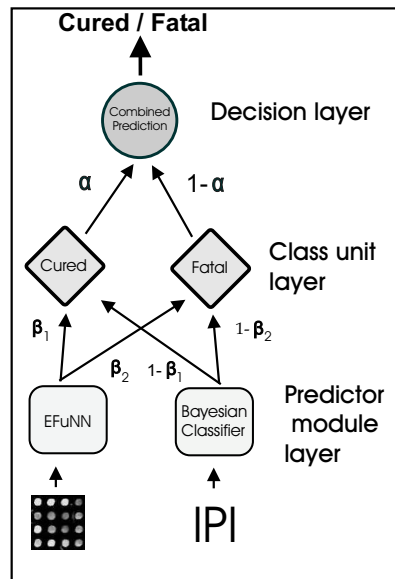 Cured / Fatal
Combined
Prediction
Decision layer
α
1-α
Cured
Fatal
Class unit
layer
β1
β2
1-β1
1-β2
EFuNN
Bayesian
Classifier
Predictor
module
layer
IPI